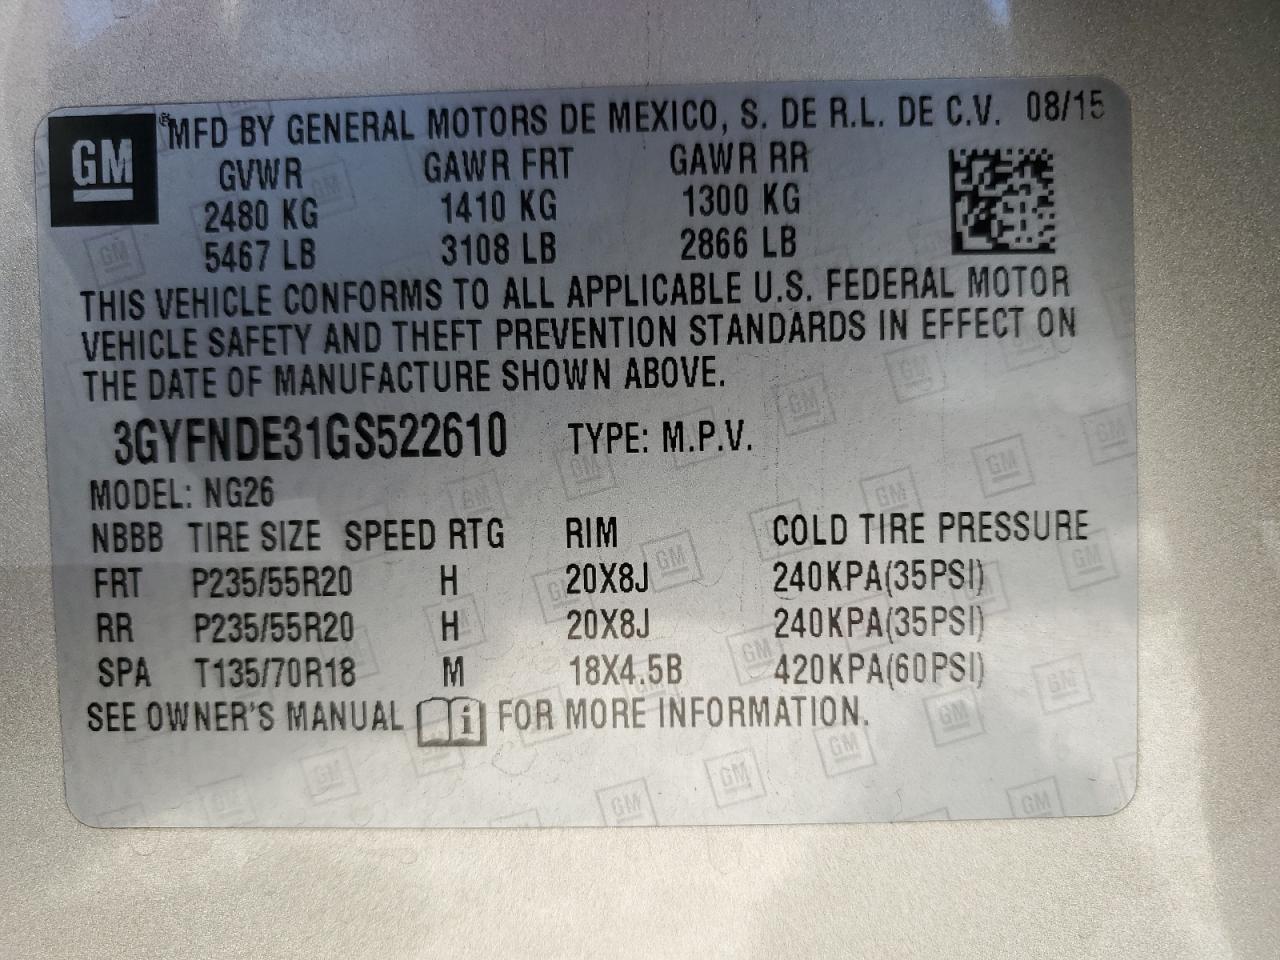 GM ® MFD BY GENERAL MOTORS DE MEXICO, S. DE R.L. DE C.V. 08/15
GVWR GAWR FRT GAWR RR
2480 KG 1410 KG 1300 KG
5467 LB 3108 LB 2866 LB
THIS VEHICLE CONFORMS TO ALL APPLICABLE U.S. FEDERAL MOTOR
VEHICLE SAFETY AND THEFT PREVENTION STANDARDS IN EFFECT ON
THE DATE OF MANUFACTURE SHOWN ABOVE.
3GYFNDE31GS522610 TYPE: M.P.V.
MODEL: NG26
NBBB TIRE SIZE SPEED RTG RIM COLD TIRE PRESSURE
FRT P235/55R20 H 20X8J 240KPA(35PSI)
RR P235/55R20 H 20X8J 240KPA(35PSI)
SPA T135/70R18 M 18X4.5B 420KPA(60PSI)
SEE OWNER'S MANUAL i FOR MORE INFORMATION.